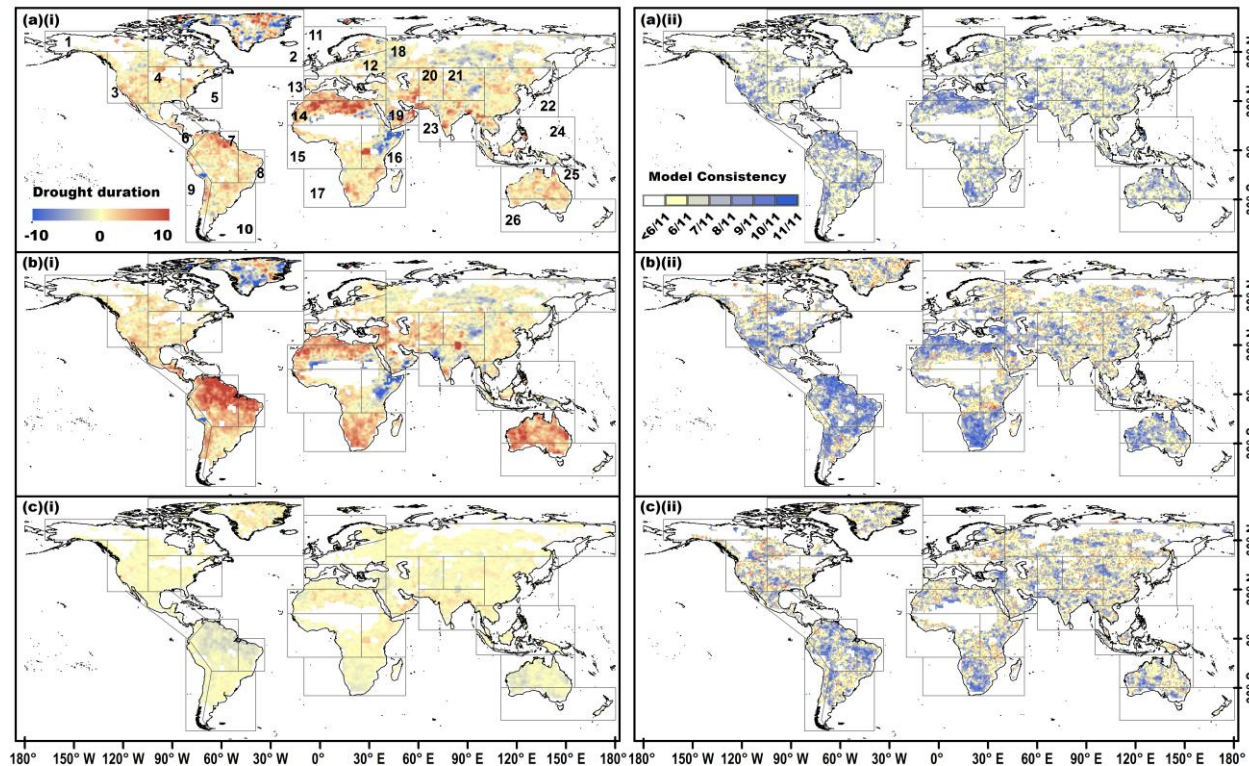 (a)(i)
(a)(ii)
1
2
3
4
5
6
7
8
9
10
11
12
13
14
15
16
17
18
19
20
21
22
23
24
25
26
Drought duration
-10 0 10
Model Consistency
<6/11 6/11 7/11 8/11 9/11 10/11 11/11
(b)(i)
(b)(ii)
(c)(i)
(c)(ii)
180° 150° W 120° W 90° W 60° W 30° W 0° 30° E 60° E 90° E 120° E 150° E 180°
180° 150° W 120° W 90° W 60° W 30° W 0° 30° E 60° E 90° E 120° E 150° E 180°